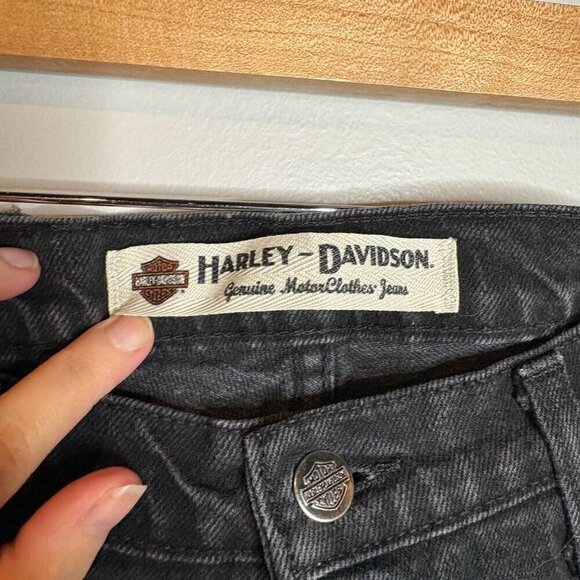 HARLEY-DAVIDSON.
Genuine MotorClothes® Jeans